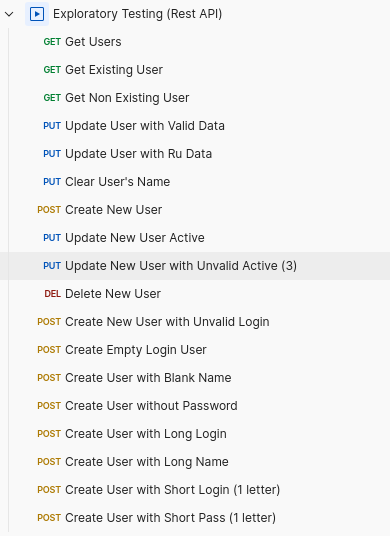 Exploratory Testing (Rest API)
GET Get Users
GET Get Existing User
GET Get Non Existing User
PUT Update User with Valid Data
PUT Update User with Ru Data
PUT Clear User's Name
POST Create New User
PUT Update New User Active
PUT Update New User with Unvalid Active (3)
DEL Delete New User
POST Create New User with Unvalid Login
POST Create Empty Login User
POST Create User with Blank Name
POST Create User without Password
POST Create User with Long Login
POST Create User with Long Name
POST Create User with Short Login (1 letter)
POST Create User with Short Pass (1 letter)